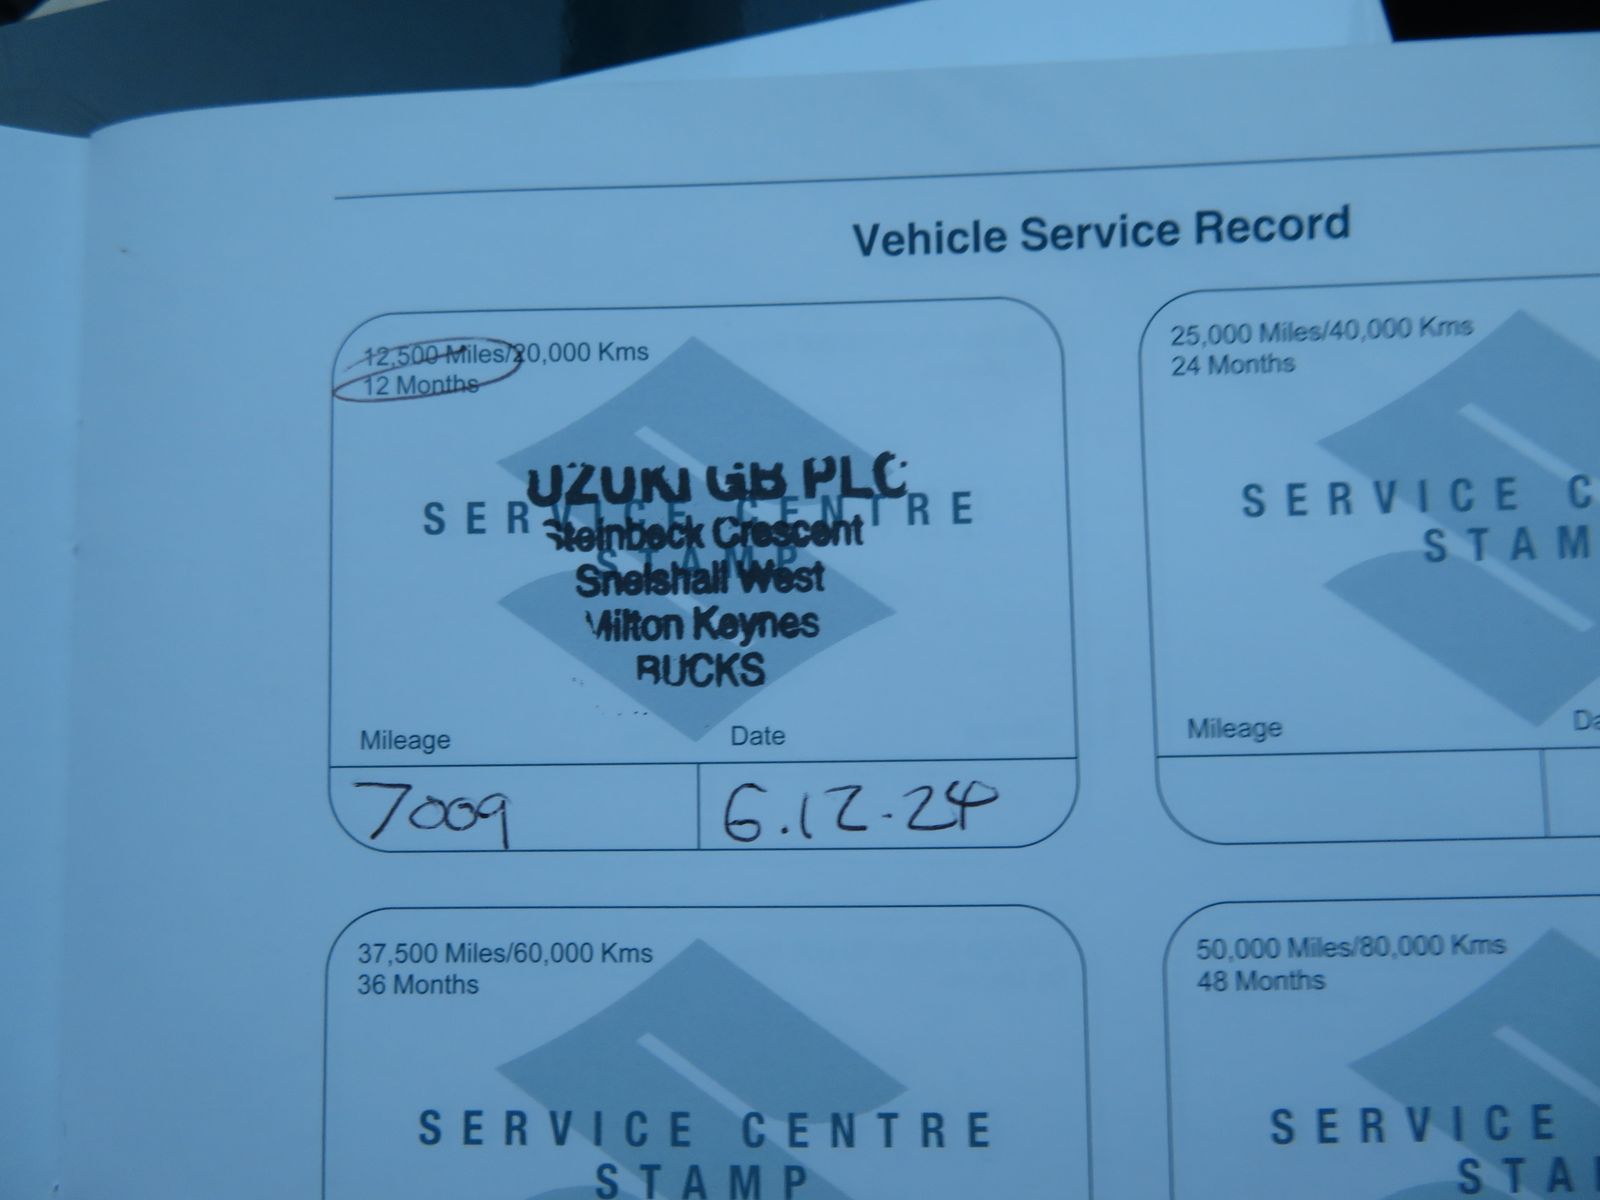 Vehicle Service Record
12,500 Miles/20,000 Kms
12 Months
SERVICE CENTRE
STAMP
UZUKI GB PLC
Steinbeck Crescent
Snelshall West
Milton Keynes
BUCKS
Mileage
Date
7009
6.12.24
25,000 Miles/40,000 Kms
24 Months
SERVICE C
STAM
Mileage
Da
37,500 Miles/60,000 Kms
36 Months
SERVICE CENTRE
STAMP
50,000 Miles/80,000 Kms
48 Months
SERVICE
STA